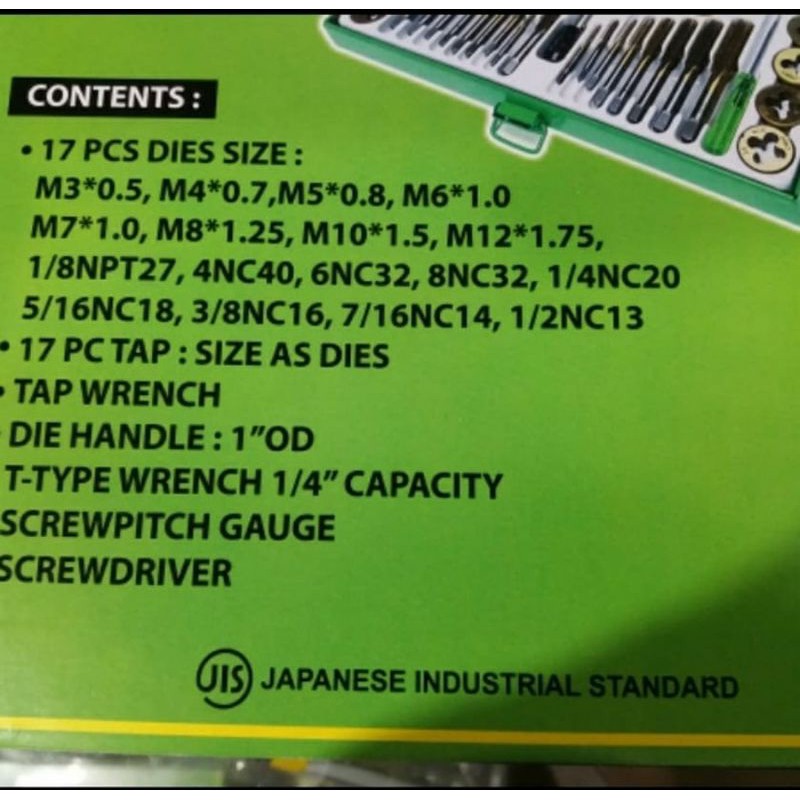 CONTENTS :
• 17 PCS DIES SIZE :
M3*0.5, M4*0.7,M5*0.8, M6*1.0
M7*1.0, M8*1.25, M10*1.5, M12*1.75,
1/8NPT27, 4NC40, 6NC32, 8NC32, 1/4NC20
5/16NC18, 3/8NC16, 7/16NC14, 1/2NC13
• 17 PC TAP : SIZE AS DIES
• TAP WRENCH
DIE HANDLE : 1”OD
T-TYPE WRENCH 1/4” CAPACITY
SCREWPITCH GAUGE
SCREWDRIVER
JIS JAPANESE INDUSTRIAL STANDARD